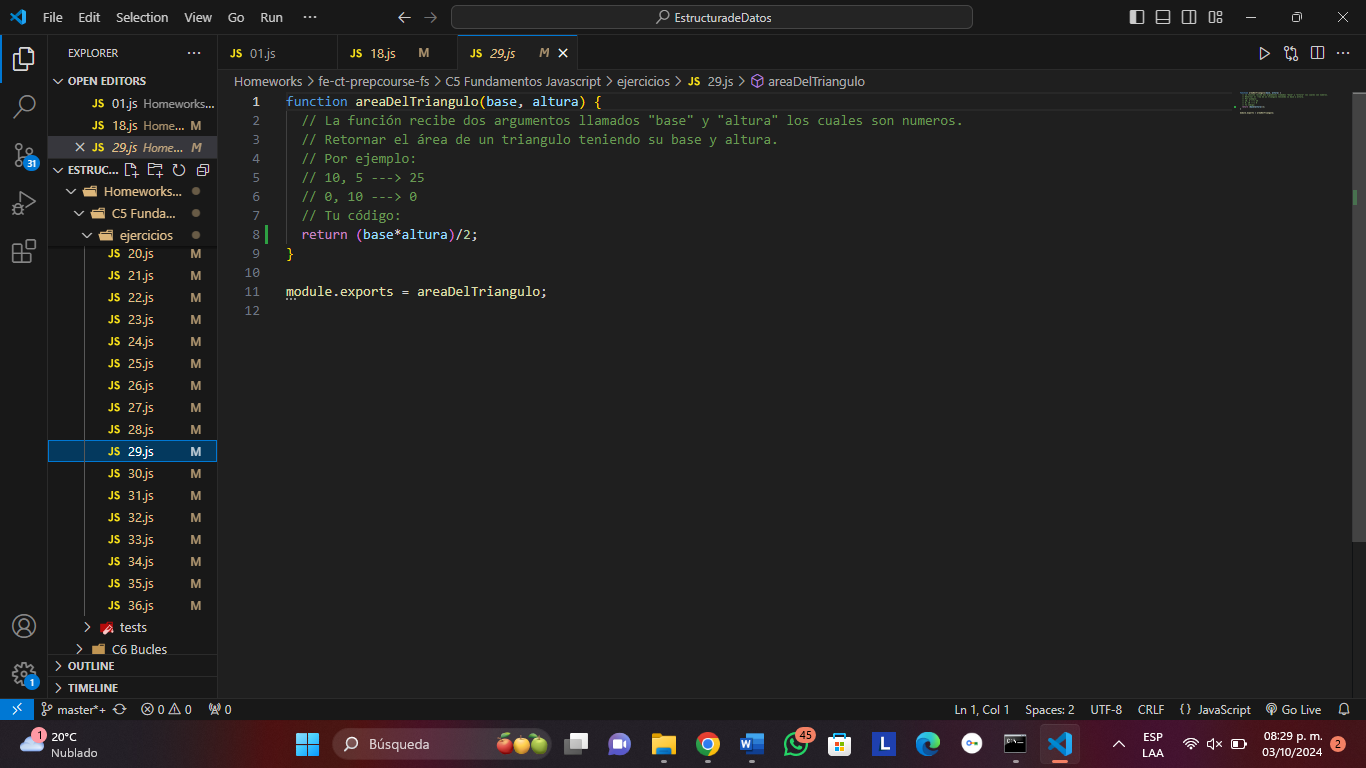 File Edit Selection View Go Run ···
EstructuradeDatos
EXPLORER ···
OPEN EDITORS
JS 01.js Homeworks...
JS 18.js Home... M
JS 29.js Home... M
ESTRUC...
Homeworks...
C5 Funda...
ejercicios
JS 20.js M
JS 21.js M
JS 22.js M
JS 23.js M
JS 24.js M
JS 25.js M
JS 26.js M
JS 27.js M
JS 28.js M
JS 29.js M
JS 30.js M
JS 31.js M
JS 32.js M
JS 33.js M
JS 34.js M
JS 35.js M
JS 36.js M
tests
C6 Bucles
OUTLINE
TIMELINE
31
1
JS 01.js JS 18.js M JS 29.js M
Homeworks > fe-ct-prepcourse-fs > C5 Fundamentos Javascript > ejercicios > JS 29.js > areaDelTriangulo
1 function areaDelTriangulo(base, altura) {
2 // La función recibe dos argumentos llamados "base" y "altura" los cuales son numeros.
3 // Retornar el área de un triangulo teniendo su base y altura.
4 // Por ejemplo:
5 // 10, 5 ---> 25
6 // 0, 10 ---> 0
7 // Tu código:
8 return (base*altura)/2;
9 }
10
11 module.exports = areaDelTriangulo;
12
master*+ 0 0 0 Ln 1, Col 1 Spaces: 2 UTF-8 CRLF {} JavaScript Go Live
1 20°C
Nublado
Búsqueda
45
L
ESP
LAA
08:29 p. m.
03/10/2024
2